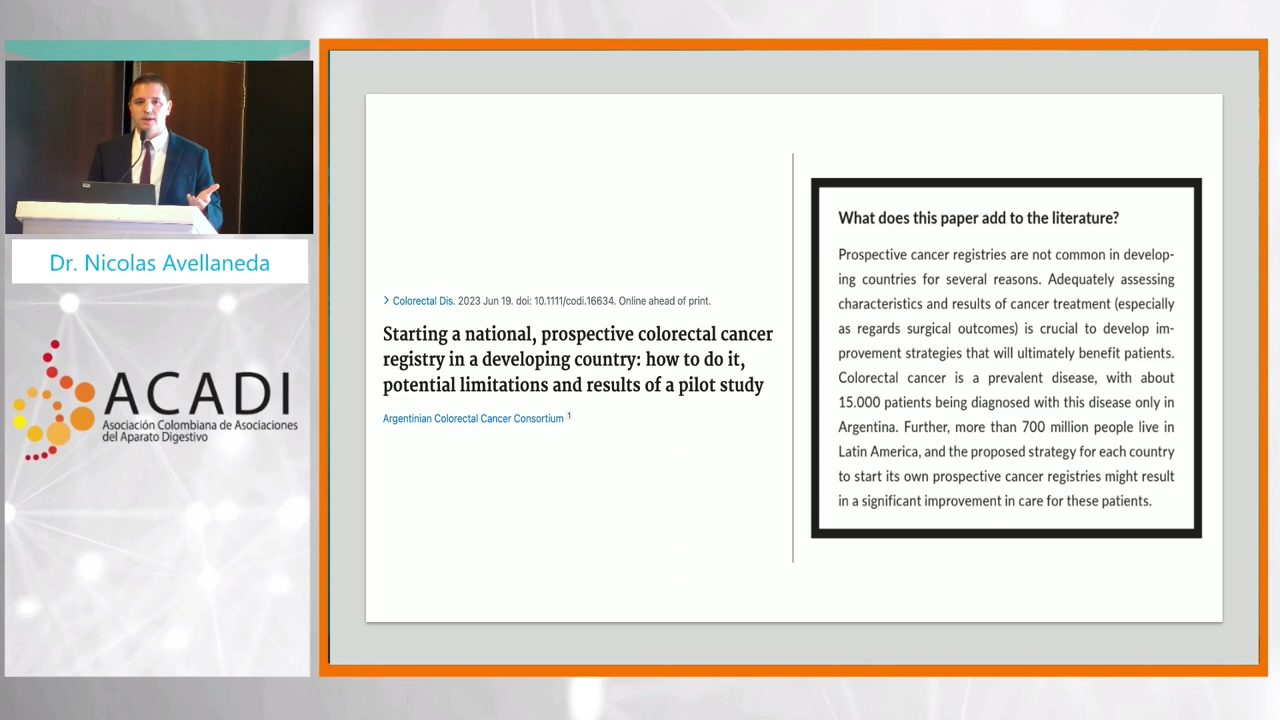 Dr. Nicolas Avellaneda
ACADI
Asociación Colombiana de Asociaciones
del Aparato Digestivo
> Colorectal Dis. 2023 Jun 19. doi: 10.1111/codi.16634. Online ahead of print.
Starting a national, prospective colorectal cancer
registry in a developing country: how to do it,
potential limitations and results of a pilot study
Argentinian Colorectal Cancer Consortium 1
What does this paper add to the literature?
Prospective cancer registries are not common in develop-
ing countries for several reasons. Adequately assessing
characteristics and results of cancer treatment (especially
as regards surgical outcomes) is crucial to develop im-
provement strategies that will ultimately benefit patients.
Colorectal cancer is a prevalent disease, with about
15.000 patients being diagnosed with this disease only in
Argentina. Further, more than 700 million people live in
Latin America, and the proposed strategy for each country
to start its own prospective cancer registries might result
in a significant improvement in care for these patients.